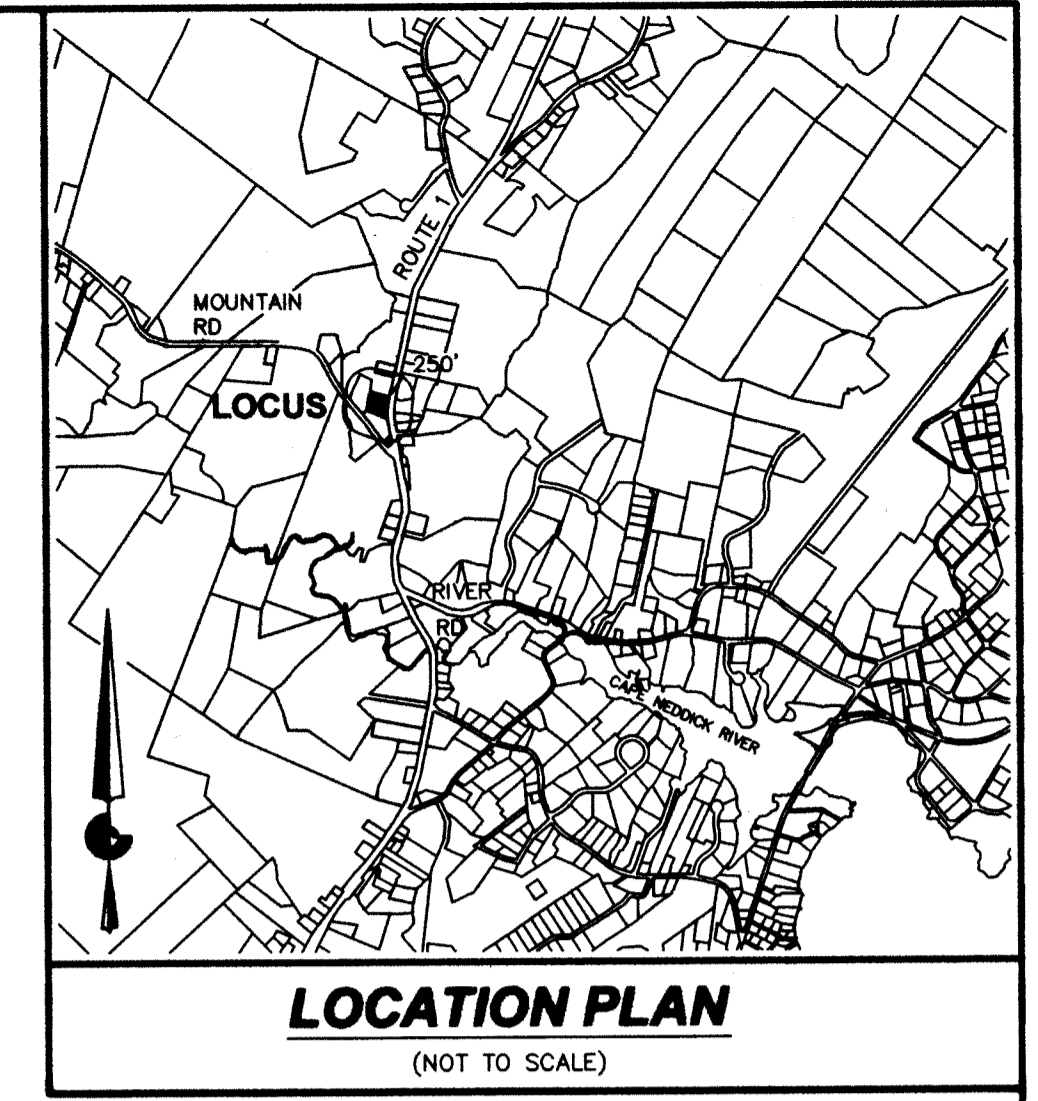 ROUTE 1
MOUNTAIN
RD
250'
LOCUS
RIVER
RD
CAPE NEDDICK RIVER
LOCATION PLAN
(NOT TO SCALE)